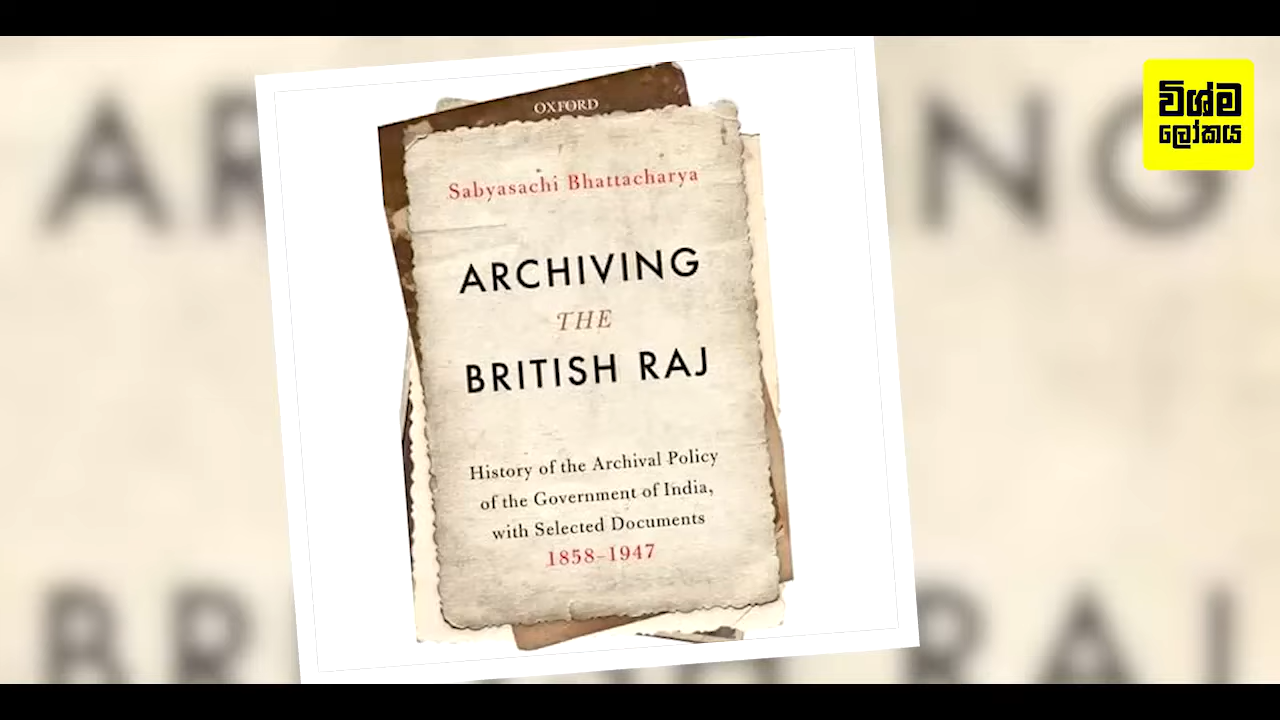 OXFORD
Sabyasachi Bhattacharya
ARCHIVING
THE
BRITISH RAJ
History of the Archival Policy
of the Government of India,
with Selected Documents
1858–1947
විශ්ම
ලෝකය